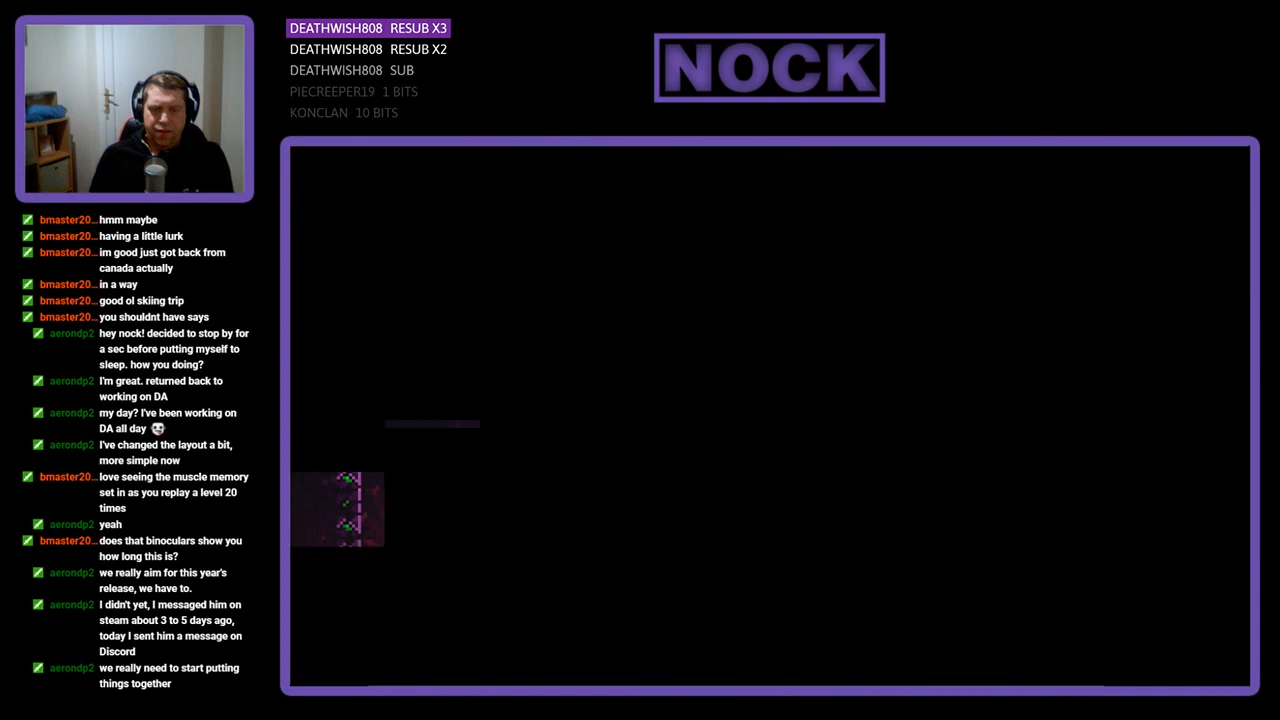 DEATHWISH808 RESUB X3
DEATHWISH808 RESUB X2
DEATHWISH808 SUB
PIECREEPER19 1 BITS
KONCLAN 10 BITS
NOCK
bmaster20... hmm maybe
bmaster20... having a little lurk
bmaster20... im good just got back from
canada actually
bmaster20... in a way
bmaster20... good ol skiing trip
bmaster20... you shouldnt have says
aerondp2 hey nock! decided to stop by for
a sec before putting myself to
sleep. how you doing?
aerondp2 I'm great. returned back to
working on DA
aerondp2 my day? I've been working on
DA all day
aerondp2 I've changed the layout a bit,
more simple now
bmaster20... love seeing the muscle memory
set in as you replay a level 20
times
aerondp2 yeah
bmaster20... does that binoculars show you
how long this is?
aerondp2 we really aim for this year's
release, we have to.
aerondp2 I didn't yet, I messaged him on
steam about 3 to 5 days ago,
today I sent him a message on
Discord
aerondp2 we really need to start putting
things together